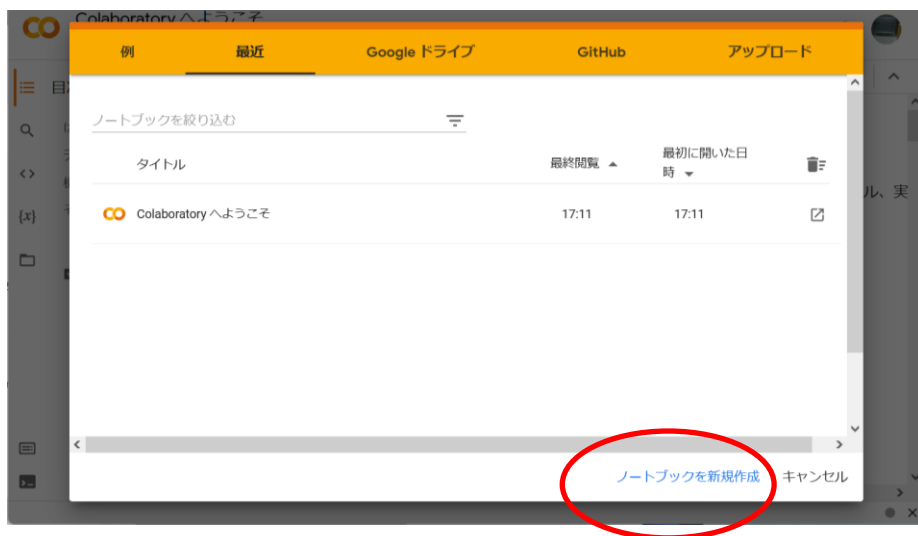 Colaboratory へようこそ
例 最近 Google ドライブ GitHub アップロード
目
ノートブックを絞り込む
タイトル 最終閲覧 最初に開いた日時
ル、実
{x}
Colaboratory へようこそ 17:11 17:11
ノートブックを新規作成 キャンセル